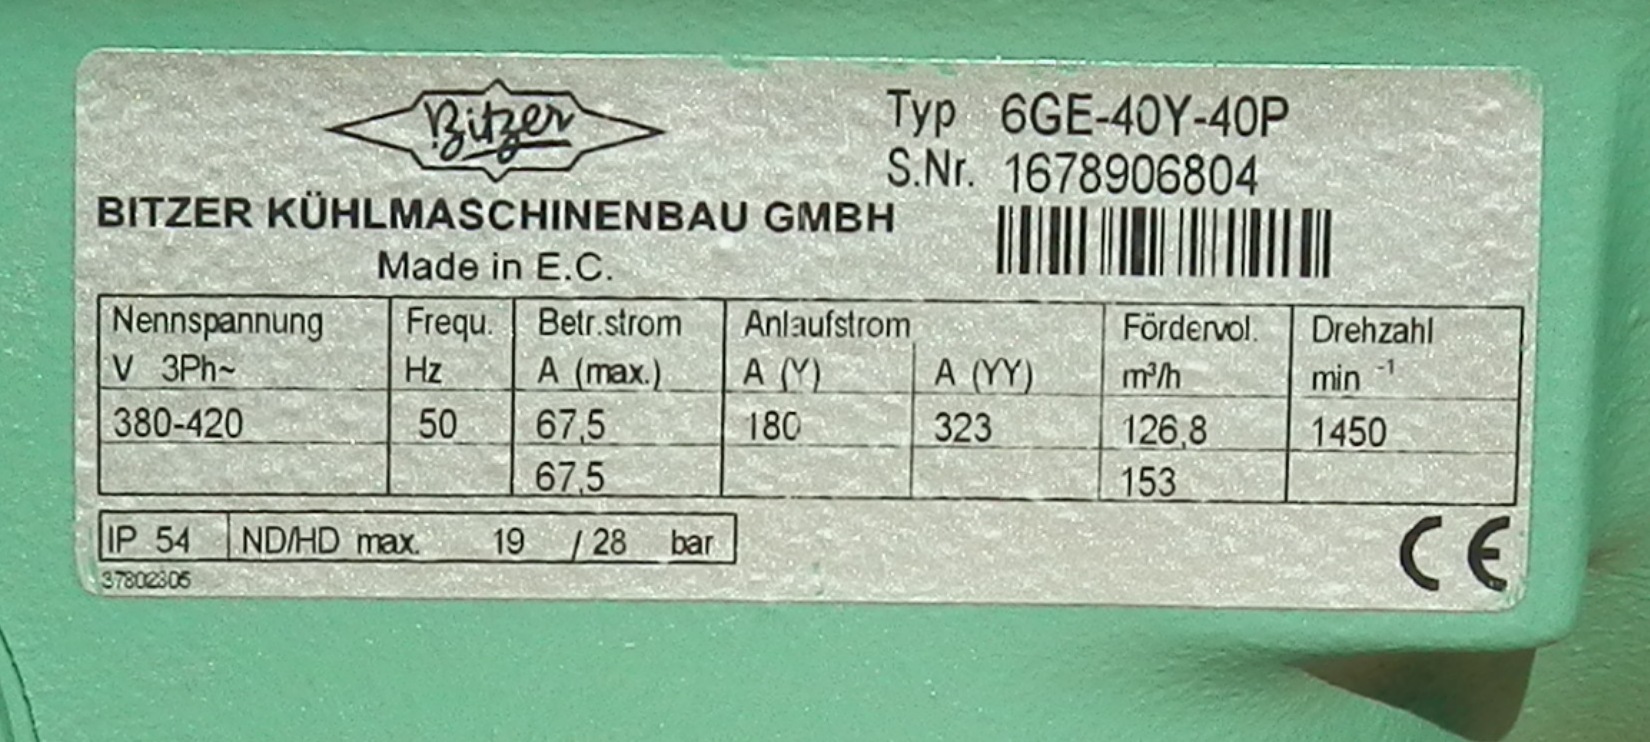 Bitzer
Typ 6GE-40Y-40P
S.Nr. 1678906804
BITZER KÜHLMASCHINENBAU GMBH
Made in E.C.
Nennspannung Frequ. Betr.strom Anlaufstrom Fördervol. Drehzahl
V 3Ph~ Hz A (max.) A (Y) A (YY) m³/h min -1
380-420 50 67,5 180 323 126,8 1450
67,5 153
IP 54 ND/HD max. 19 / 28 bar
37802305
CE